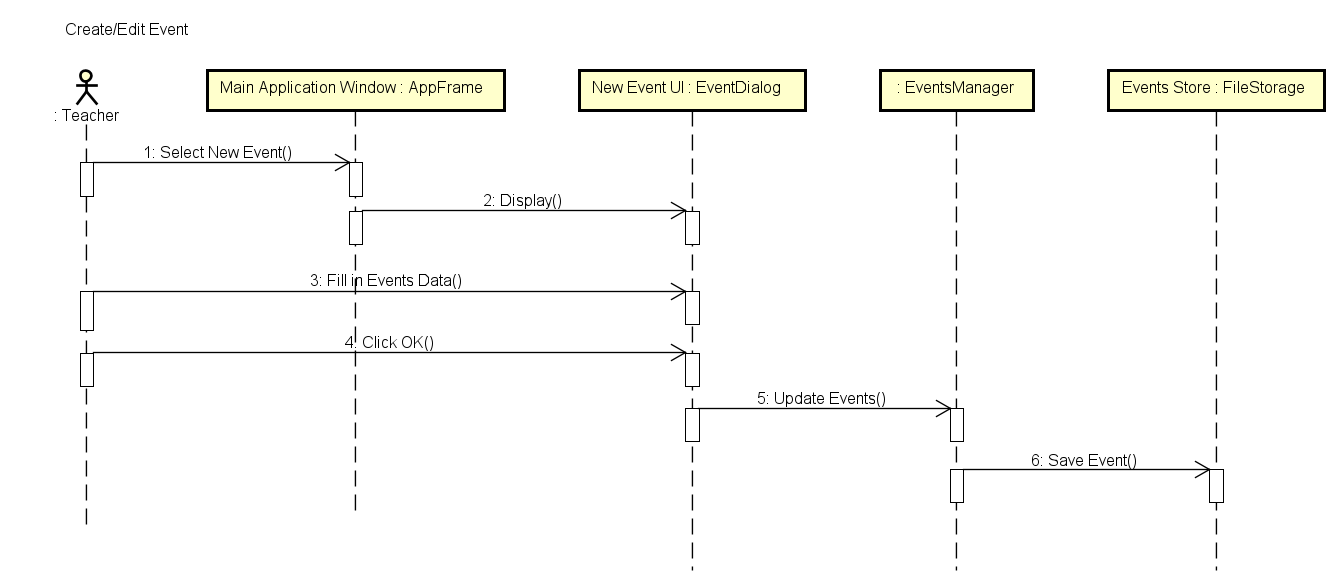 Create/Edit Event
: Teacher
Main Application Window : AppFrame
New Event UI : EventDialog
: EventsManager
Events Store : FileStorage
1: Select New Event()
2: Display()
3: Fill in Events Data()
4: Click OK()
5: Update Events()
6: Save Event()